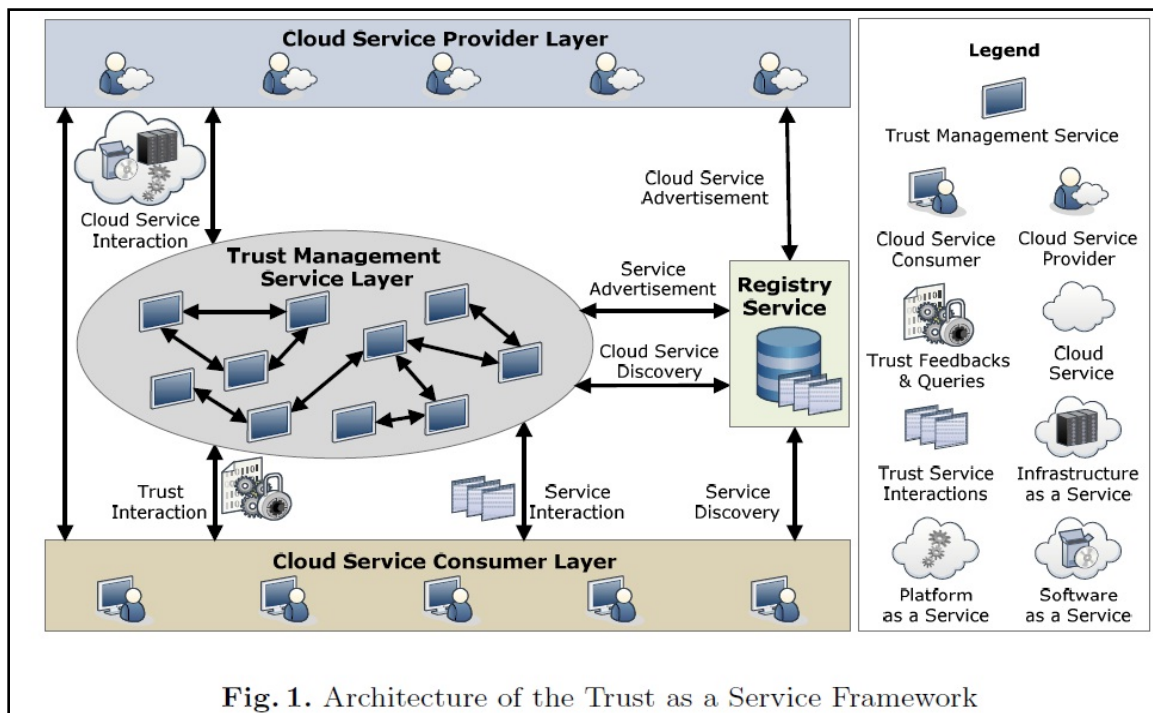 Cloud Service Provider Layer
Cloud Service
Interaction
Cloud Service
Advertisement
Trust Management
Service Layer
Service
Advertisement
Cloud Service
Discovery
Registry
Service
Trust
Interaction
Service
Interaction
Service
Discovery
Cloud Service Consumer Layer
Legend
Trust Management Service
Cloud Service
Consumer
Cloud Service
Provider
Trust Feedbacks
& Queries
Cloud
Service
Trust Service
Interactions
Infrastructure
as a Service
Platform
as a Service
Software
as a Service
Fig. 1. Architecture of the Trust as a Service Framework